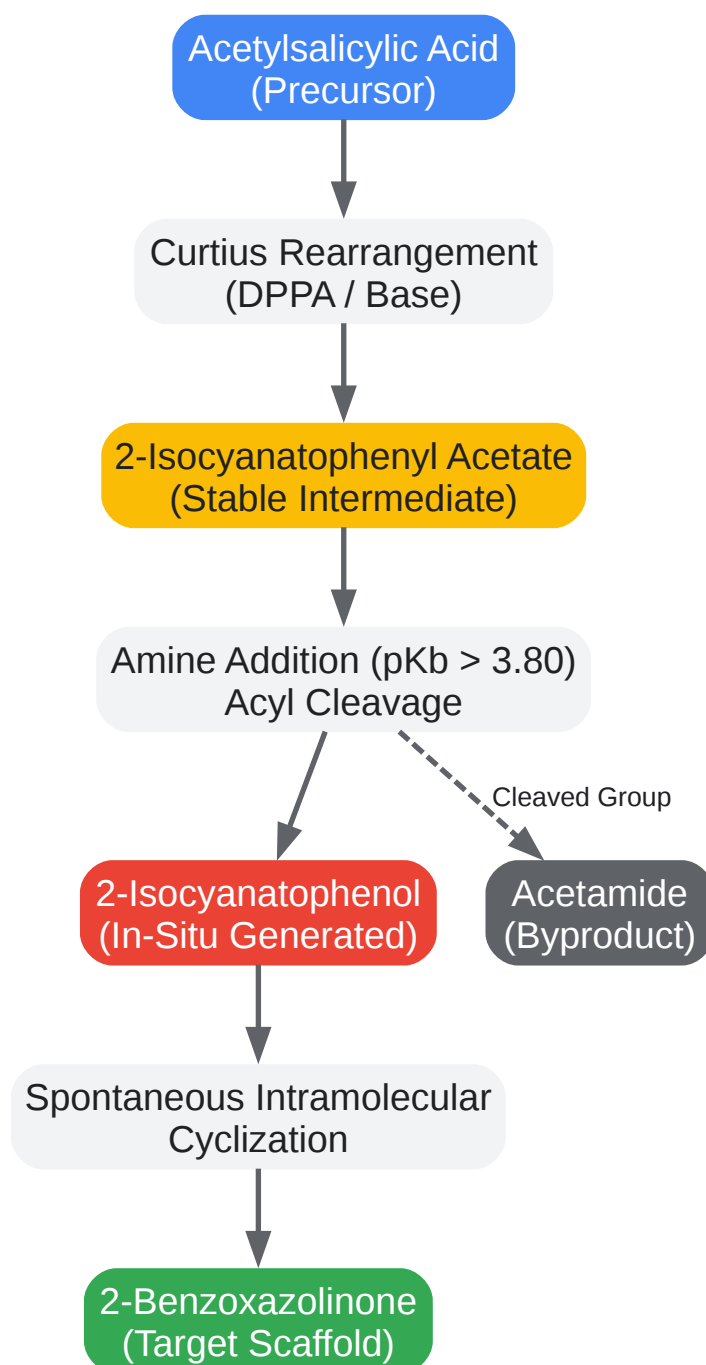 Acetylsalicylic Acid
(Precursor)
Curtius Rearrangement
(DPPA / Base)
2-Isocyanatophenyl Acetate
(Stable Intermediate)
Amine Addition (pKb > 3.80)
Acyl Cleavage
Cleaved Group
2-Isocyanatophenol
(In-Situ Generated)
Acetamide
(Byproduct)
Spontaneous Intramolecular
Cyclization
2-Benzoxazolinone
(Target Scaffold)